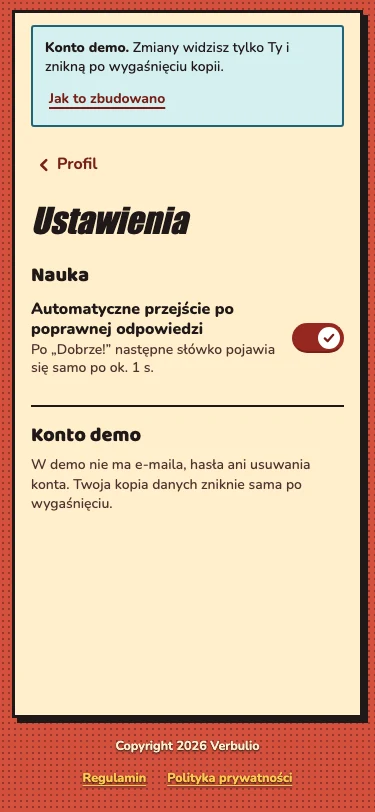 Konto demo. Zmiany widzisz tylko Ty i
znikną po wygaśnięciu kopii.
Jak to zbudowano
Profil
Ustawienia
Nauka
Automatyczne przejście po
poprawnej odpowiedzi
Po „Dobrze!” następne słówko pojawia
się samo po ok. 1 s.
Konto demo
W demo nie ma e-maila, hasła ani usuwania
konta. Twoja kopia danych zniknie sama po
wygaśnięciu.
Copyright 2026 Verbulio
Regulamin Polityka prywatności